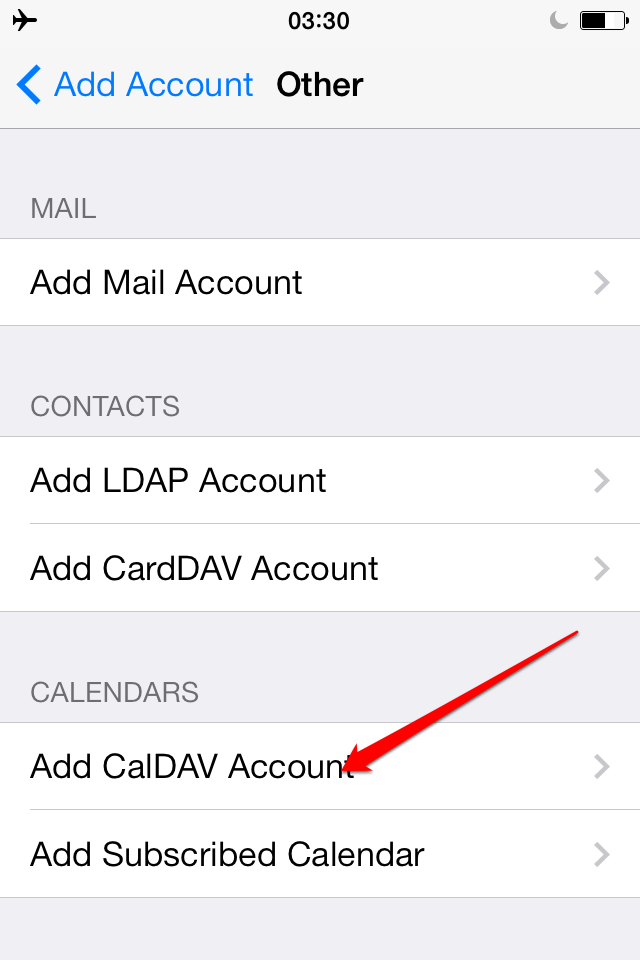 03:30
Add Account Other
MAIL
Add Mail Account
CONTACTS
Add LDAP Account
Add CardDAV Account
CALENDARS
Add CalDAV Account
Add Subscribed Calendar